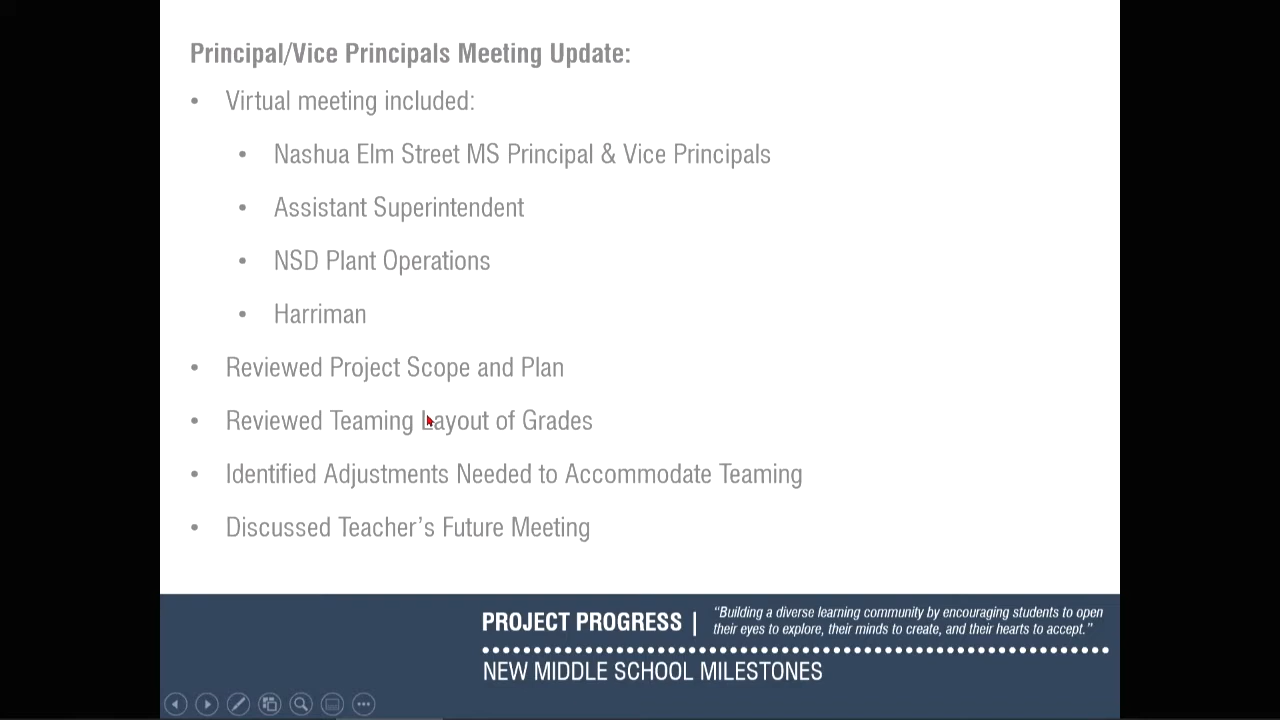 Principal/Vice Principals Meeting Update:
• Virtual meeting included:
• Nashua Elm Street MS Principal & Vice Principals
• Assistant Superintendent
• NSD Plant Operations
• Harriman
• Reviewed Project Scope and Plan
• Reviewed Teaming Layout of Grades
• Identified Adjustments Needed to Accommodate Teaming
• Discussed Teacher’s Future Meeting
PROJECT PROGRESS |
“Building a diverse learning community by encouraging students to open
their eyes to explore, their minds to create, and their hearts to accept.”
NEW MIDDLE SCHOOL MILESTONES